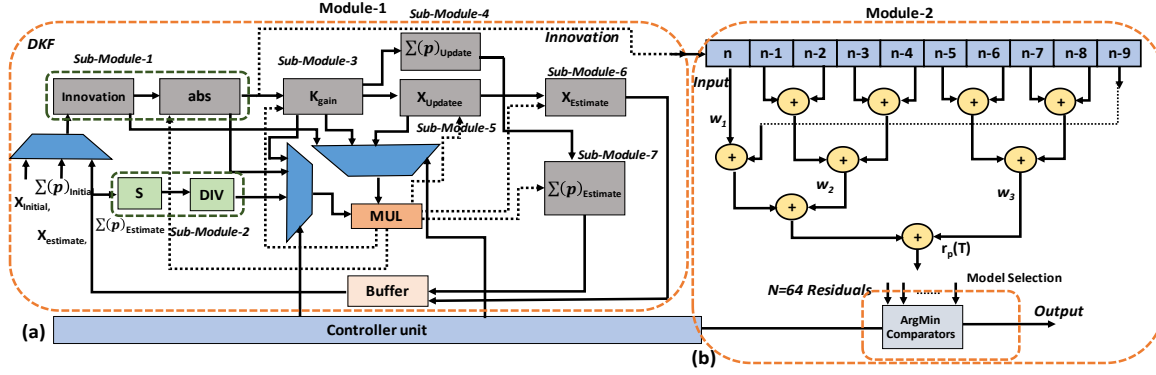 Module-1
DKF
Sub-Module-1
Sub-Module-3
Sub-Module-4
Innovation
∑(p)Update
Innovation
abs
Kgain
XUpdatee
Sub-Module-6
XEstimate
Sub-Module-5
Sub-Module-7
∑(p)Estimate
∑(p)Initial
XInitial,
S
DIV
∑(p)Estimate
Sub-Module-2
Xestimate,
MUL
Buffer
(a)
Controller unit
Module-2
n
n-1
n-2
n-3
n-4
n-5
n-6
n-7
n-8
n-9
Input
+
+
+
+
w1
+
+
+
w2
w3
+
+
rp(T)
Model Selection
N=64 Residuals
.......
ArgMin
Comparators
Output
(b)